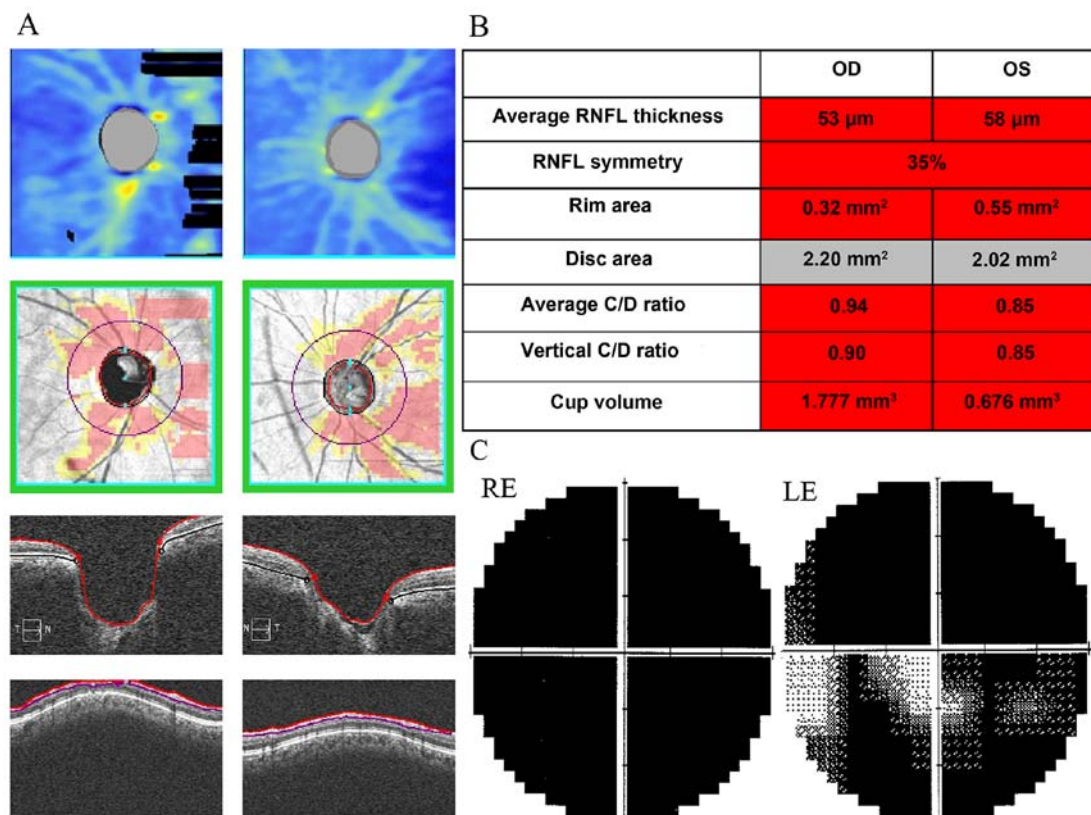 A
B
OD OS
Average RNFL thickness 53 µm 58 µm
RNFL symmetry 35%
Rim area 0.32 mm² 0.55 mm²
Disc area 2.20 mm² 2.02 mm²
Average C/D ratio 0.94 0.85
Vertical C/D ratio 0.90 0.85
Cup volume 1.777 mm³ 0.676 mm³
C
RE LE
T N
N T